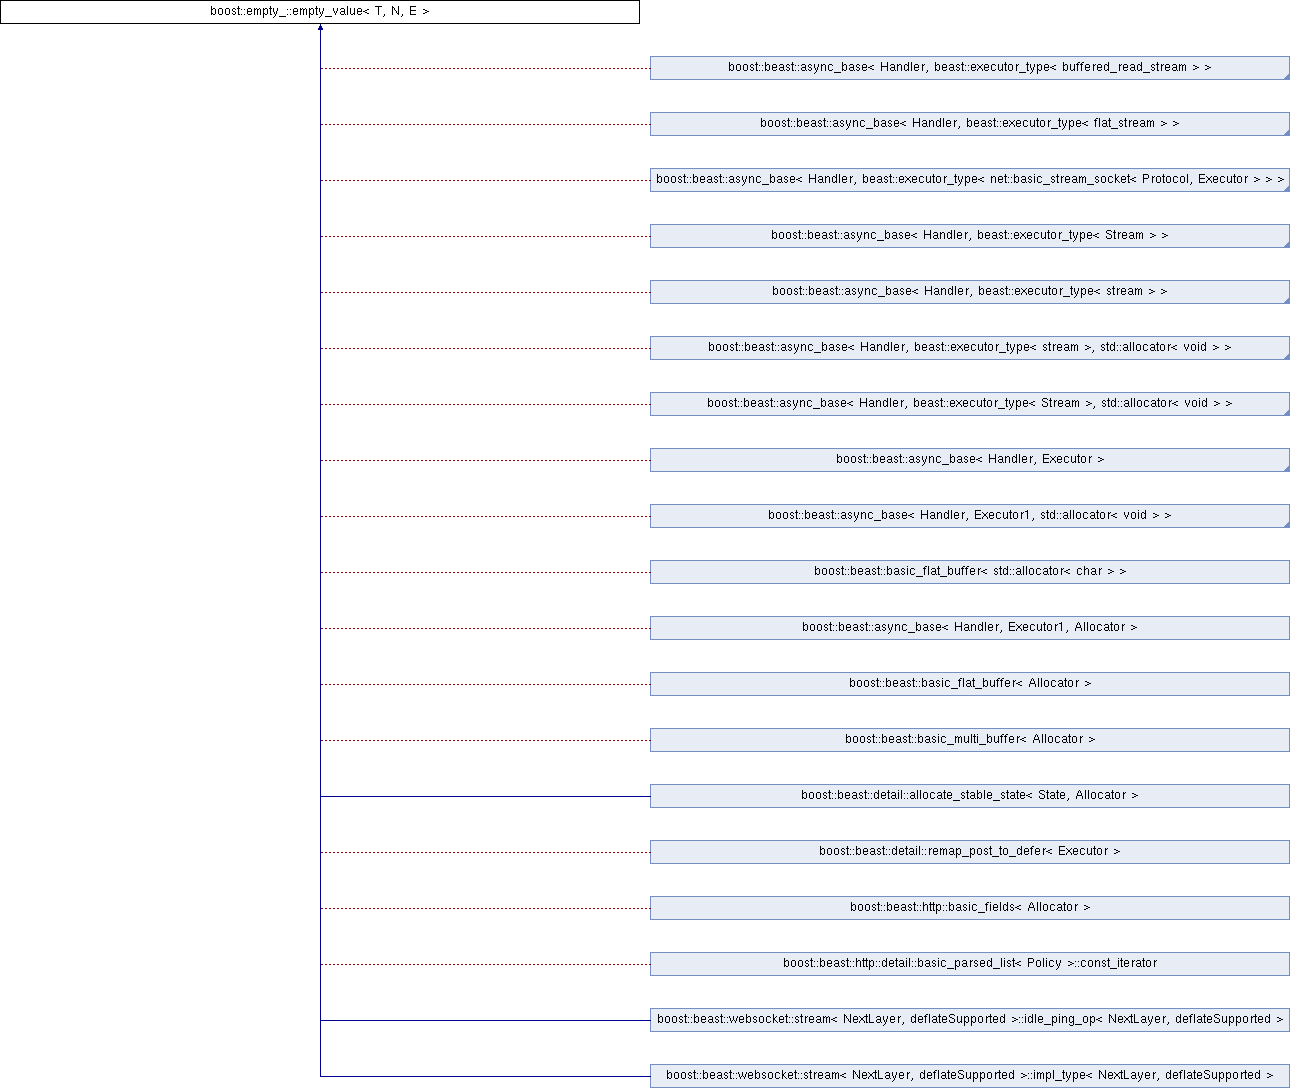 boost::empty_::empty_value< T, N, E >
boost::beast::async_base< Handler, beast::executor_type< buffered_read_stream > >
boost::beast::async_base< Handler, beast::executor_type< flat_stream > >
boost::beast::async_base< Handler, beast::executor_type< net::basic_stream_socket< Protocol, Executor > > >
boost::beast::async_base< Handler, beast::executor_type< Stream > >
boost::beast::async_base< Handler, beast::executor_type< stream > >
boost::beast::async_base< Handler, beast::executor_type< stream >, std::allocator< void > >
boost::beast::async_base< Handler, beast::executor_type< Stream >, std::allocator< void > >
boost::beast::async_base< Handler, Executor >
boost::beast::async_base< Handler, Executor1, std::allocator< void > >
boost::beast::basic_flat_buffer< std::allocator< char > >
boost::beast::async_base< Handler, Executor1, Allocator >
boost::beast::basic_flat_buffer< Allocator >
boost::beast::basic_multi_buffer< Allocator >
boost::beast::detail::allocate_stable_state< State, Allocator >
boost::beast::detail::remap_post_to_defer< Executor >
boost::beast::http::basic_fields< Allocator >
boost::beast::http::detail::basic_parsed_list< Policy >::const_iterator
boost::beast::websocket::stream< NextLayer, deflateSupported >::idle_ping_op< NextLayer, deflateSupported >
boost::beast::websocket::stream< NextLayer, deflateSupported >::impl_type< NextLayer, deflateSupported >